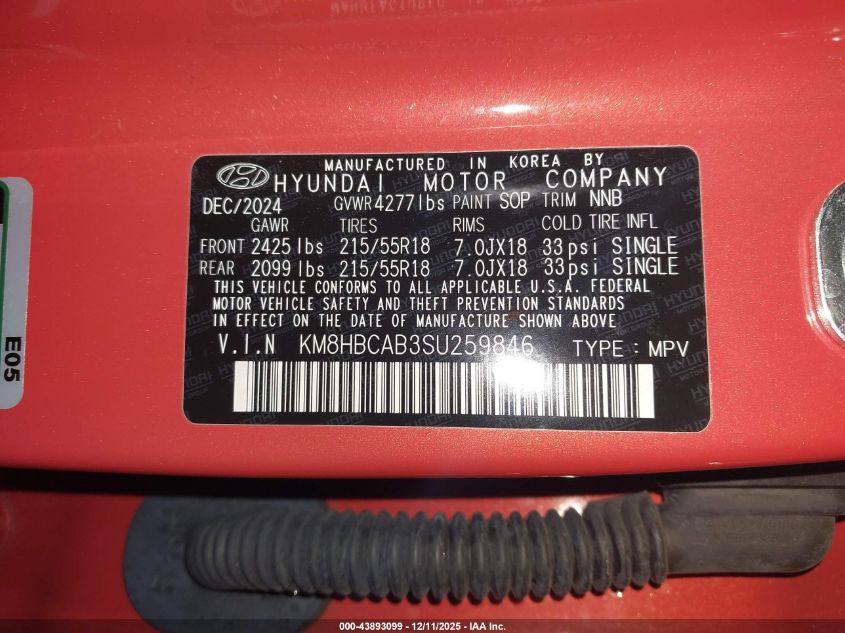 MANUFACTURED IN KOREA BY
HYUNDAI MOTOR COMPANY
DEC/2024 GVWR 4277lbs PAINT SOP TRIM NNB
GAWR TIRES RIMS COLD TIRE INFL
FRONT 2425lbs 215/55R18 7.0JX18 33psi SINGLE
REAR 2099lbs 215/55R18 7.0JX18 33psi SINGLE
THIS VEHICLE CONFORMS TO ALL APPLICABLE U.S.A. FEDERAL
MOTOR VEHICLE SAFETY AND THEFT PREVENTION STANDARDS
IN EFFECT ON THE DATE OF MANUFACTURE SHOWN ABOVE
V.I.N KM8HBCAB3SU259846 TYPE : MPV
E05
000-43893099 - 12/11/2025 - IAA Inc.